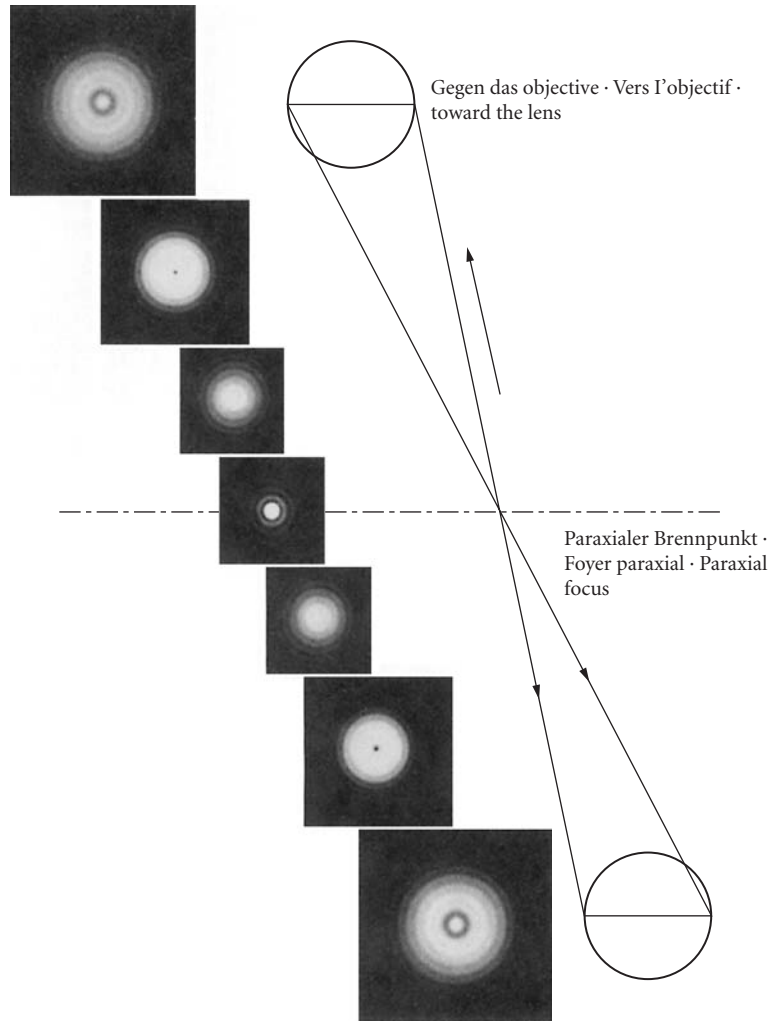 Gegen das objective · Vers I'objectif ·
toward the lens
Paraxialer Brennpunkt ·
Foyer paraxial · Paraxial
focus